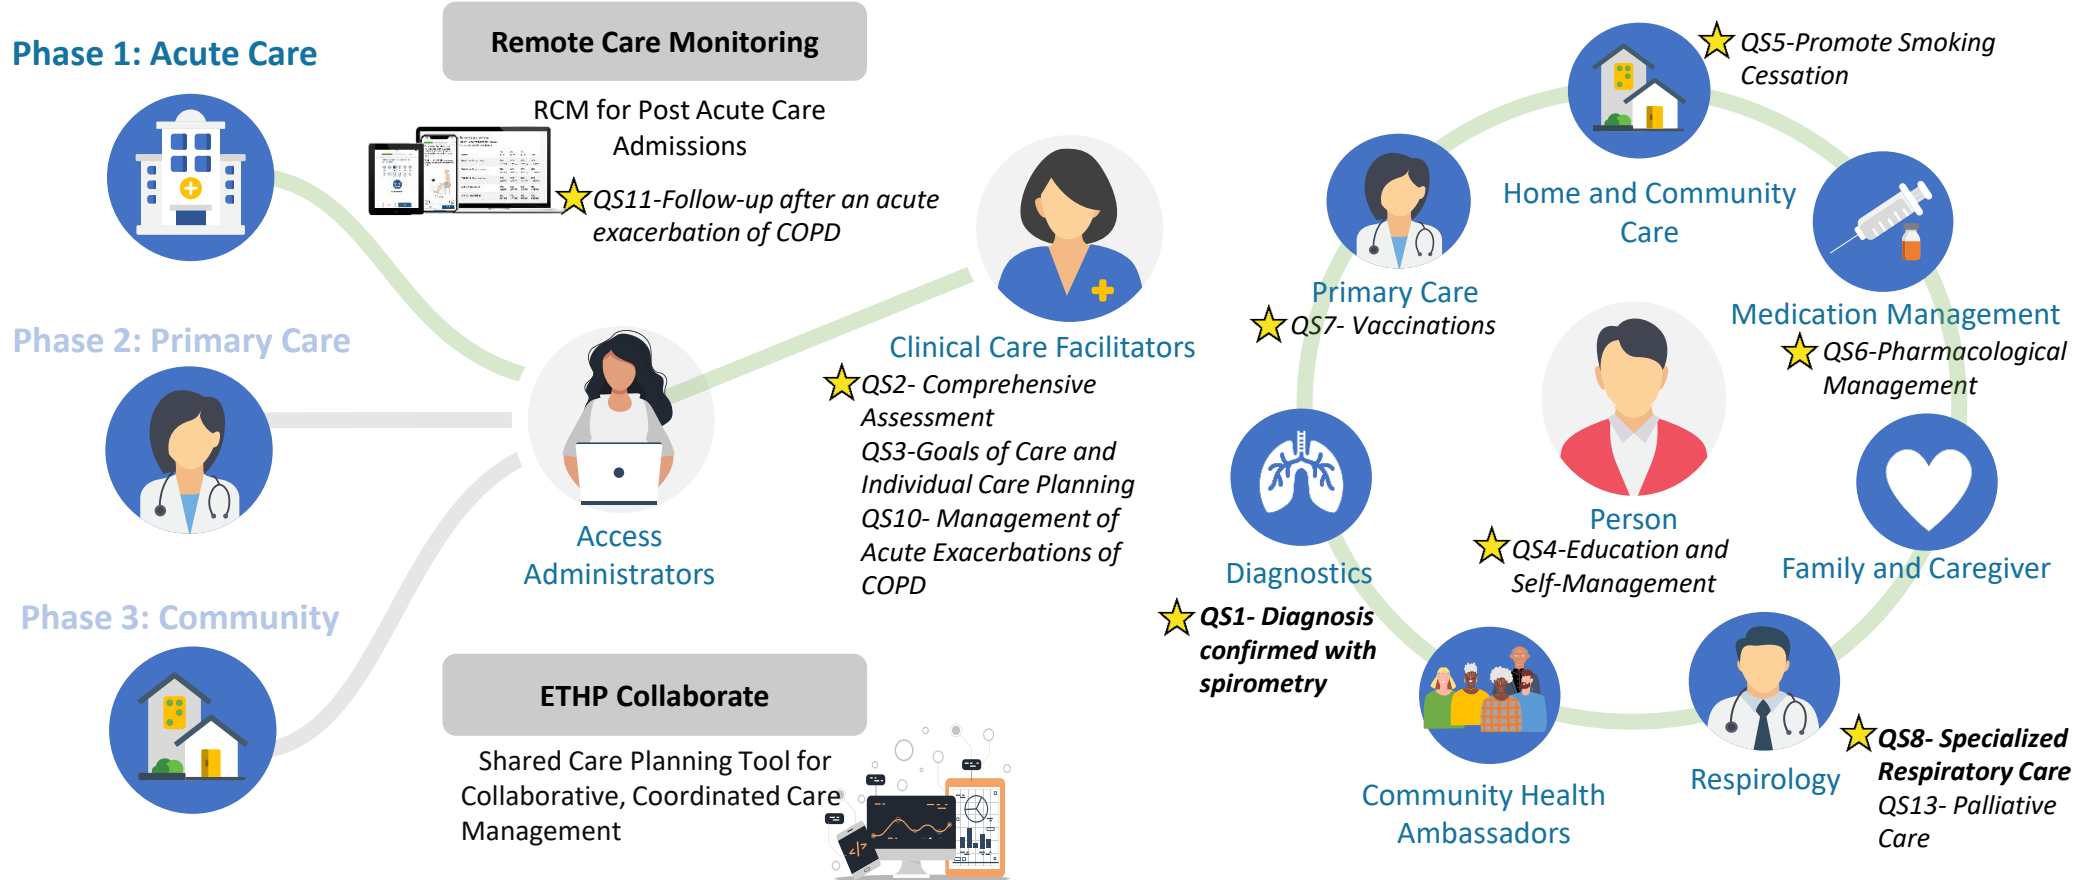 Phase 1: Acute Care
Remote Care Monitoring
RCM for Post Acute Care
Admissions
QS11-Follow-up after an acute
exacerbation of COPD
Phase 2: Primary Care
Phase 3: Community
Access
Administrators
ETHP Collaborate
Shared Care Planning Tool for
Collaborative, Coordinated Care
Management
</>
Clinical Care Facilitators
QS2- Comprehensive
Assessment
QS3-Goals of Care and
Individual Care Planning
QS10- Management of
Acute Exacerbations of
COPD
QS5-Promote Smoking
Cessation
Home and Community
Care
Primary Care
QS7- Vaccinations
Medication Management
QS6-Pharmacological
Management
Person
QS4-Education and
Self-Management
Diagnostics
QS1- Diagnosis
confirmed with
spirometry
Family and Caregiver
Community Health
Ambassadors
Respirology
QS8- Specialized
Respiratory Care
QS13- Palliative
Care